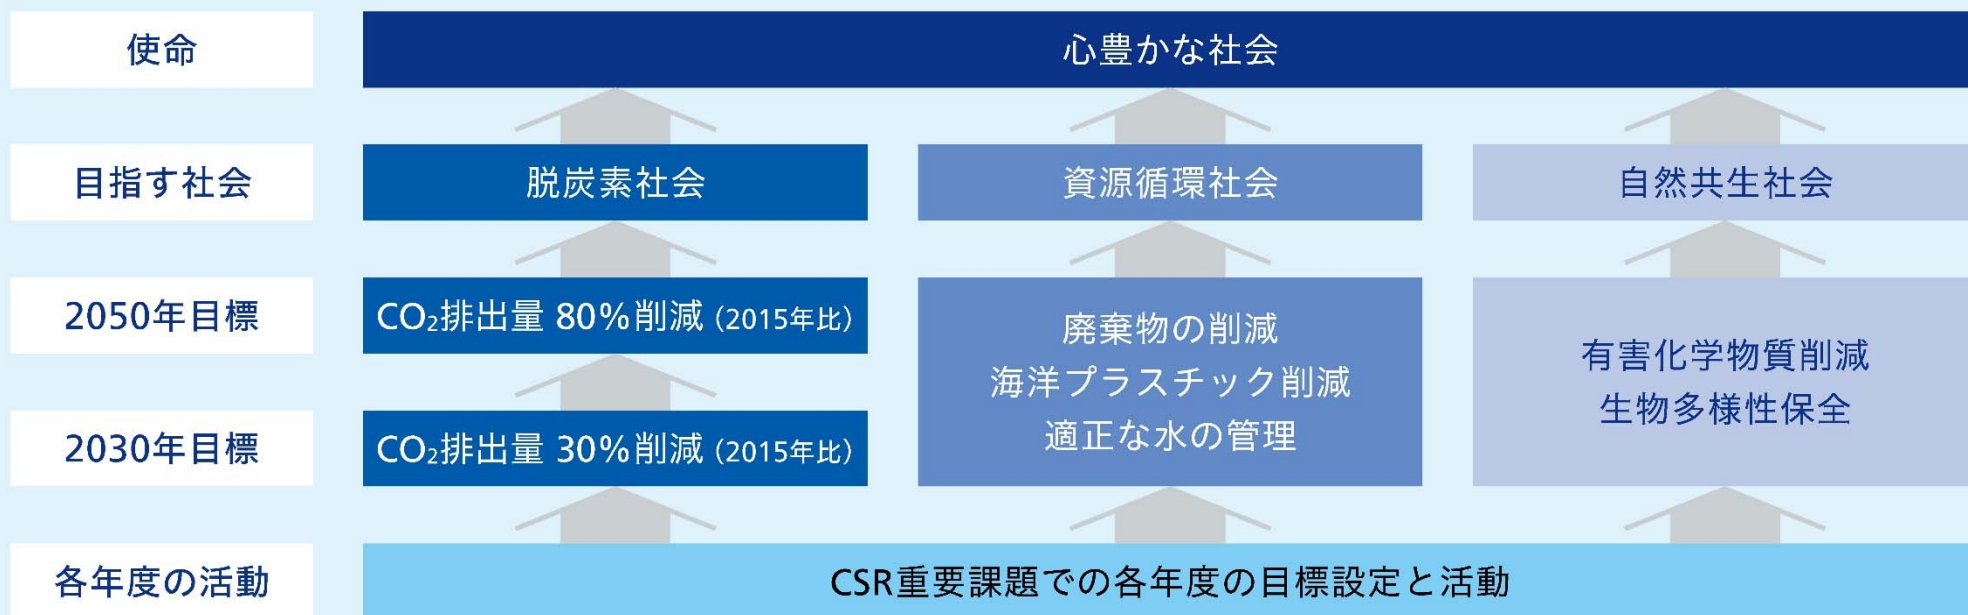 使命
心豊かな社会
目指す社会
脱炭素社会
資源循環社会
自然共生社会
2050年目標
CO₂排出量 80%削減（2015年比）
2030年目標
CO₂排出量 30%削減（2015年比）
廃棄物の削減
海洋プラスチック削減
適正な水の管理
有害化学物質削減
生物多様性保全
各年度の活動
CSR重要課題での各年度の目標設定と活動